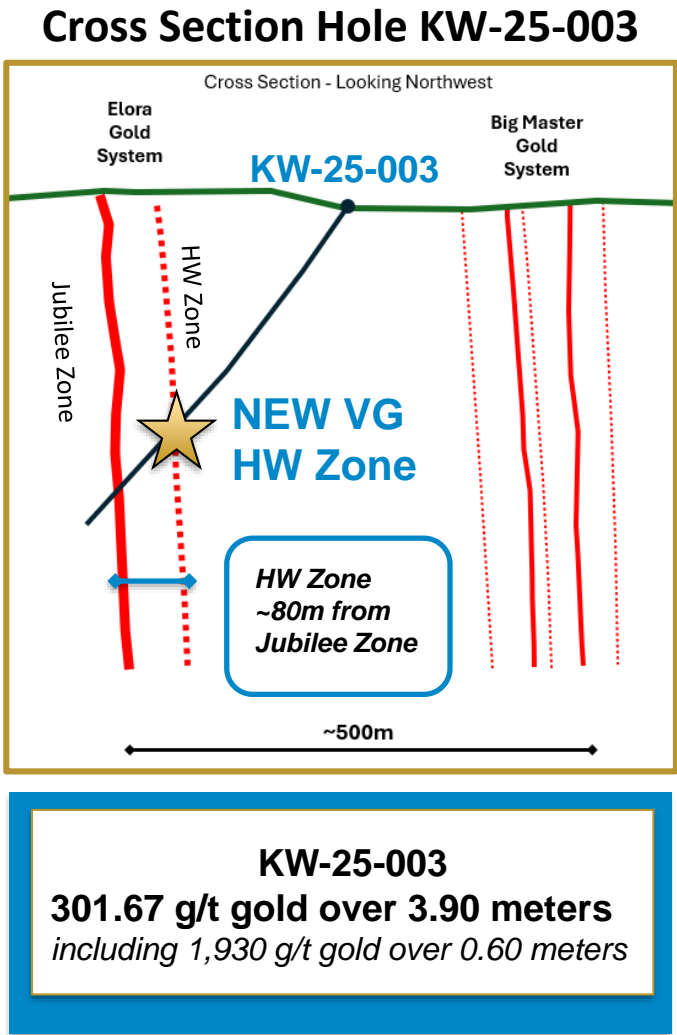 Cross Section Hole KW-25-003
Cross Section - Looking Northwest
Elora
Gold
System
Big Master
Gold
System
KW-25-003
HW Zone
Jubilee Zone
NEW VG
HW Zone
HW Zone
~80m from
Jubilee Zone
~500m
KW-25-003
301.67 g/t gold over 3.90 meters
including 1,930 g/t gold over 0.60 meters